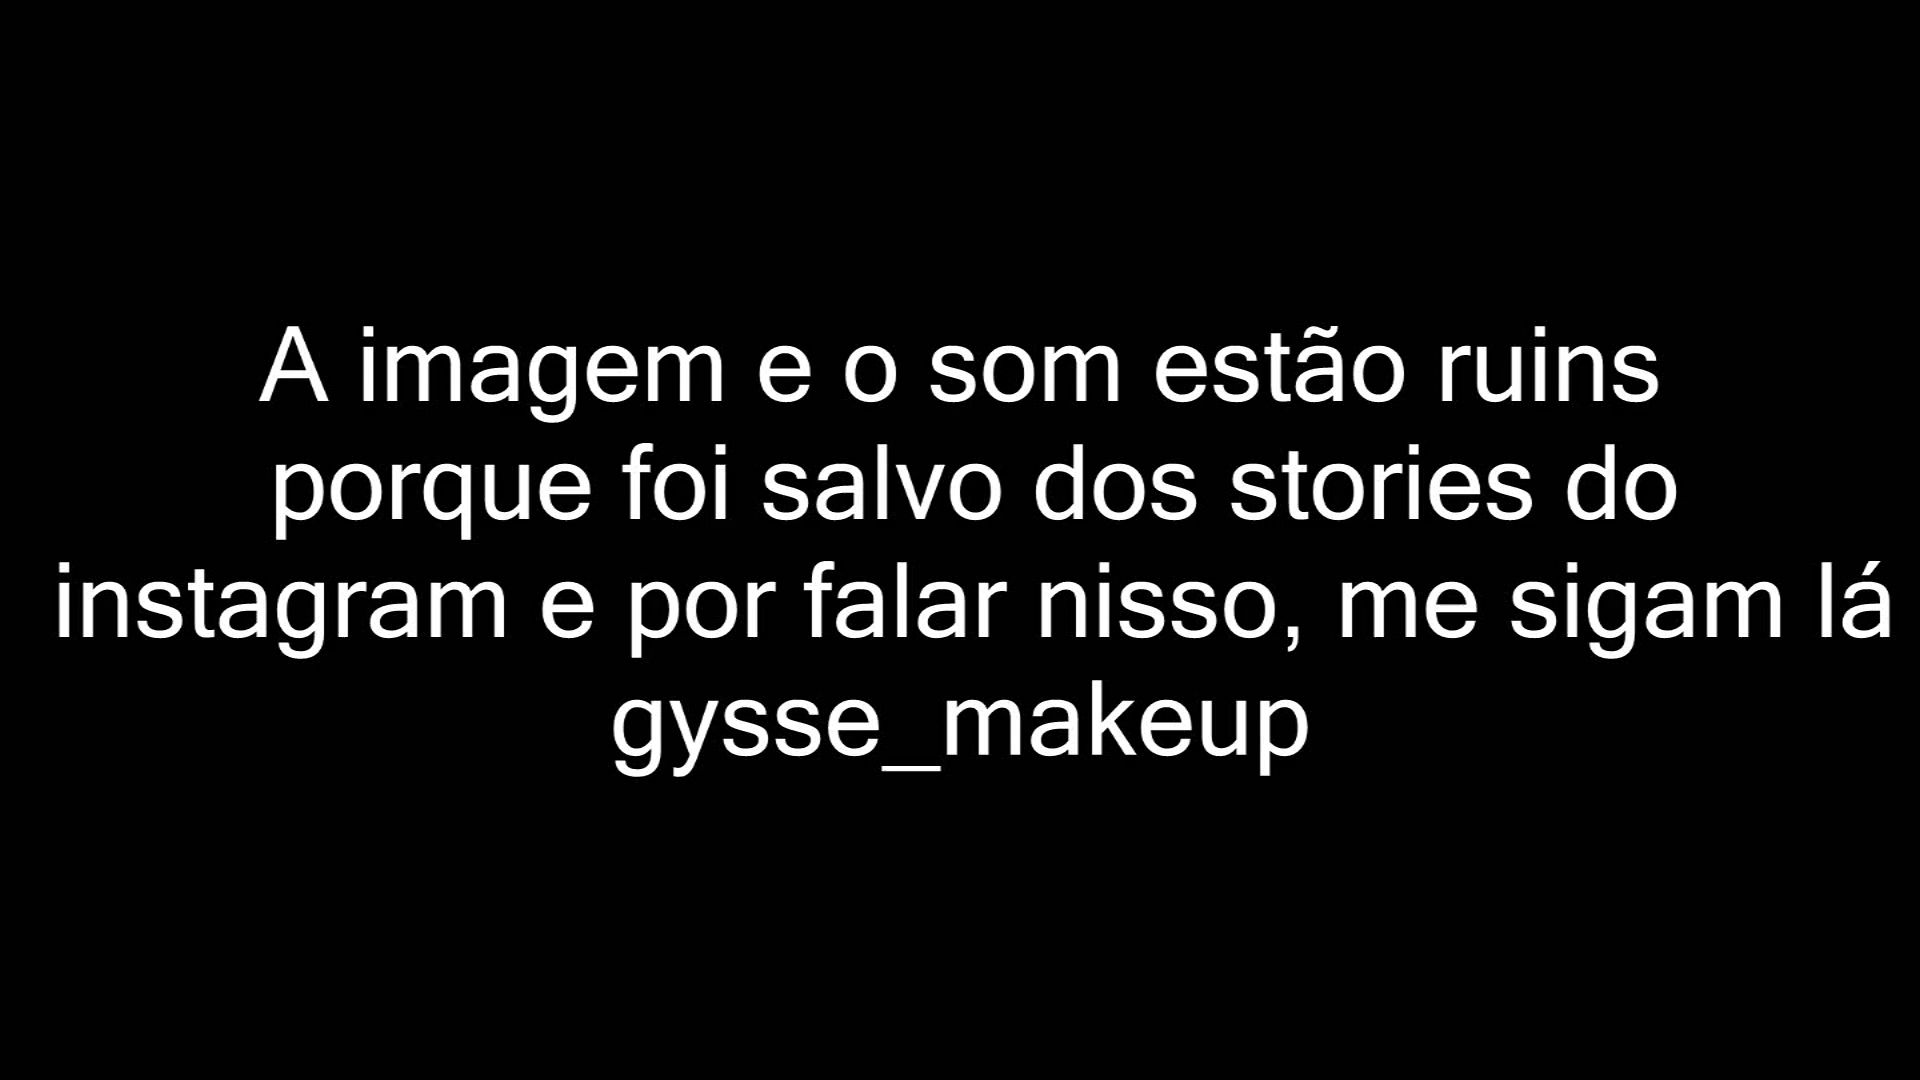 A imagem e o som estão ruins
porque foi salvo dos stories do
instagram e por falar nisso, me sigam lá
gysse_makeup